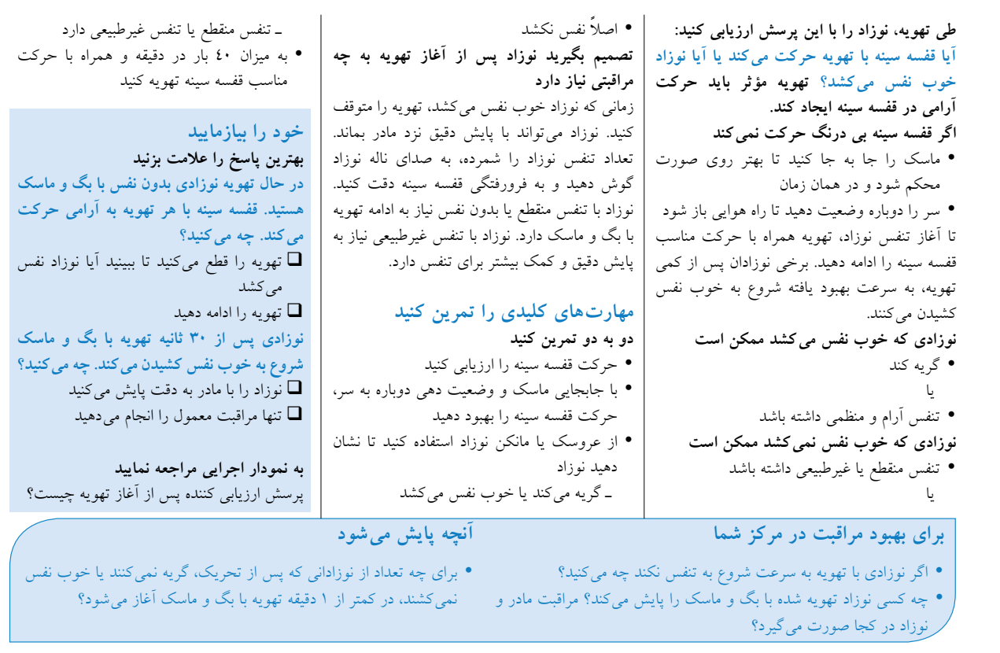 طی تهویه، نوزاد را با این پرسش ارزیابی کنید:
آیا قفسه سینه با تهویه حرکت می‌کند یا آیا نوزاد
خوب نفس می‌کشد؟ تهویه مؤثر باید حرکت
آرامی در قفسه سینه ایجاد کند.
اگر قفسه سینه بی درنگ حرکت نمی‌کند
• ماسک را جا به جا کنید تا بهتر روی صورت
محکم شود و در همان زمان
• سر را دوباره وضعیت دهید تا راه هوایی باز شود
تا آغاز تنفس نوزاد، تهویه همراه با حرکت مناسب
قفسه سینه را ادامه دهید. برخی نوزادان پس از کمی
تهویه، به سرعت بهبود یافته شروع به خوب نفس
کشیدن می‌کنند.
نوزادی که خوب نفس می‌کشد ممکن است
• گریه کند
یا
• تنفس آرام و منظمی داشته باشد
نوزادی که خوب نفس نمی‌کشد ممکن است
• تنفس منقطع یا غیرطبیعی داشته باشد
یا
• اصلاً نفس نکشد
تصمیم بگیرید نوزاد پس از آغاز تهویه به چه
مراقبتی نیاز دارد
زمانی که نوزاد خوب نفس می‌کشد، تهویه را متوقف
کنید. نوزاد می‌تواند با پایش دقیق نزد مادر بماند.
تعداد تنفس نوزاد را شمرده، به صدای ناله نوزاد
گوش دهید و به فرورفتگی قفسه سینه دقت کنید.
نوزاد با تنفس منقطع یا بدون نفس نیاز به ادامه تهویه
با بگ و ماسک دارد. نوزاد با تنفس غیرطبیعی نیاز به
پایش دقیق و کمک بیشتر برای تنفس دارد.
مهارت‌های کلیدی را تمرین کنید
دو به دو تمرین کنید
• حرکت قفسه سینه را ارزیابی کنید
• با جابجایی ماسک و وضعیت دهی دوباره به سر،
حرکت قفسه سینه را بهبود دهید
• از عروسک یا مانکن نوزاد استفاده کنید تا نشان
دهید نوزاد
ـ گریه می‌کند یا خوب نفس می‌کشد
ـ تنفس منقطع یا تنفس غیرطبیعی دارد
• به میزان ٤٠ بار در دقیقه و همراه با حرکت
مناسب قفسه سینه تهویه کنید
خود را بیازمایید
بهترین پاسخ را علامت بزنید
در حال تهویه نوزادی بدون نفس با بگ و ماسک
هستید. قفسه سینه با هر تهویه به آرامی حرکت
می‌کند. چه می‌کنید؟
❑ تهویه را قطع می‌کنید تا ببینید آیا نوزاد نفس
می‌کشد
❑ تهویه را ادامه دهید
نوزادی پس از ٣٠ ثانیه تهویه با بگ و ماسک
شروع به خوب نفس کشیدن می‌کند. چه می‌کنید؟
❑ نوزاد را با مادر به دقت پایش می‌کنید
❑ تنها مراقبت معمول را انجام می‌دهید
به نمودار اجرایی مراجعه نمایید
پرسش ارزیابی کننده پس از آغاز تهویه چیست؟
برای بهبود مراقبت در مرکز شما
• اگر نوزادی با تهویه به سرعت شروع به تنفس نکند چه می‌کنید؟
• چه کسی نوزاد تهویه شده با بگ و ماسک را پایش می‌کند؟ مراقبت مادر و
نوزاد در کجا صورت می‌گیرد؟
آنچه پایش می‌شود
• برای چه تعداد از نوزادانی که پس از تحریک، گریه نمی‌کنند یا خوب نفس
نمی‌کشند، در کمتر از ١ دقیقه تهویه با بگ و ماسک آغاز می‌شود؟